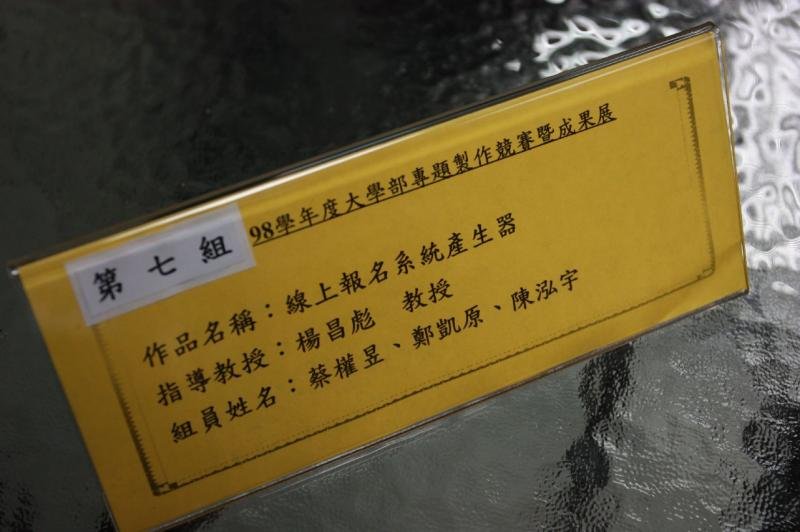 98學年度大學部專題製作競賽暨成果展
第七組
作品名稱：線上報名系統產生器
指導教授：楊昌彪 教授
組員姓名：蔡權昱、鄭凱原、陳泓宇